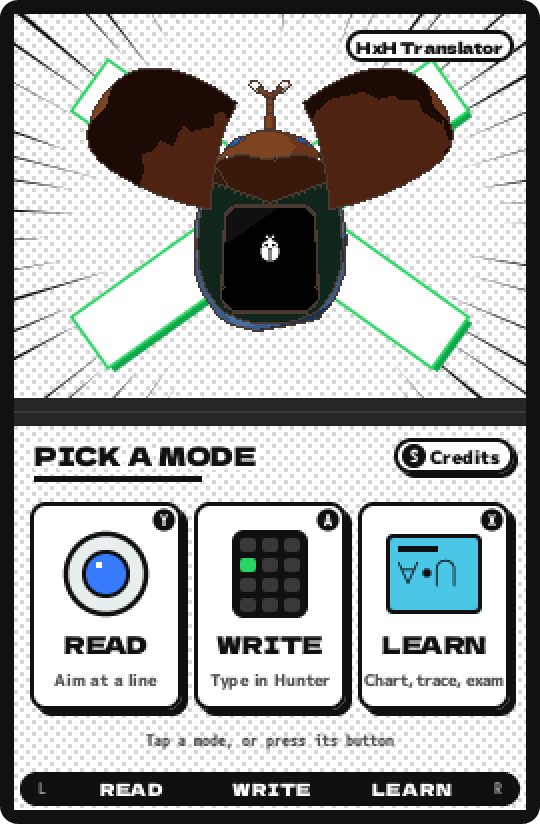 HxH Translator
PICK A MODE
S Credits
Y
A
X
∀•∩
READ
WRITE
LEARN
Aim at a line
Type in Hunter
Chart, trace, exam
Tap a mode, or press its button
L READ WRITE LEARN R